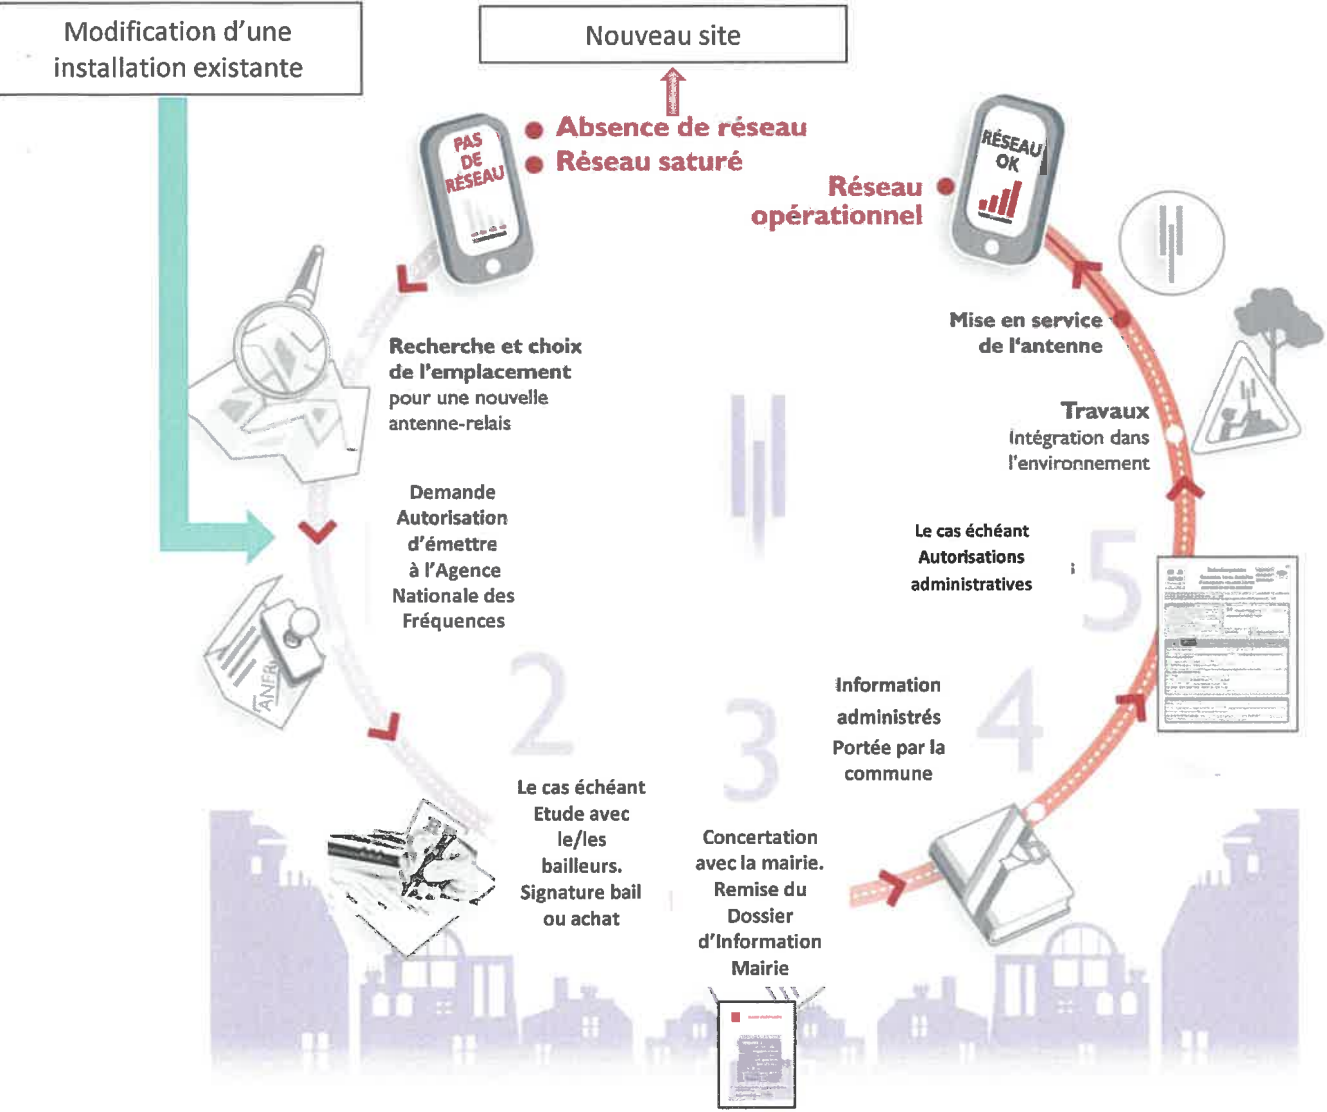 Modification d'une
installation existante
Nouveau site
Absence de réseau
Réseau saturé
PAS
DE
RÉSEAU
RÉSEAU
OK
Réseau
opérationnel
Recherche et choix
de l'emplacement
pour une nouvelle
antenne-relais
Demande
Autorisation
d'émettre
à l'Agence
Nationale des
Fréquences
ANFR
2
Le cas échéant
Etude avec
le/les
bailleurs.
Signature bail
ou achat
3
Concertation
avec la mairie.
Remise du
Dossier
d'Information
Mairie
4
Information
administrés
Portée par la
commune
5
Le cas échéant
Autorisations
administratives
Travaux
Intégration dans
l'environnement
Mise en service
de l'antenne